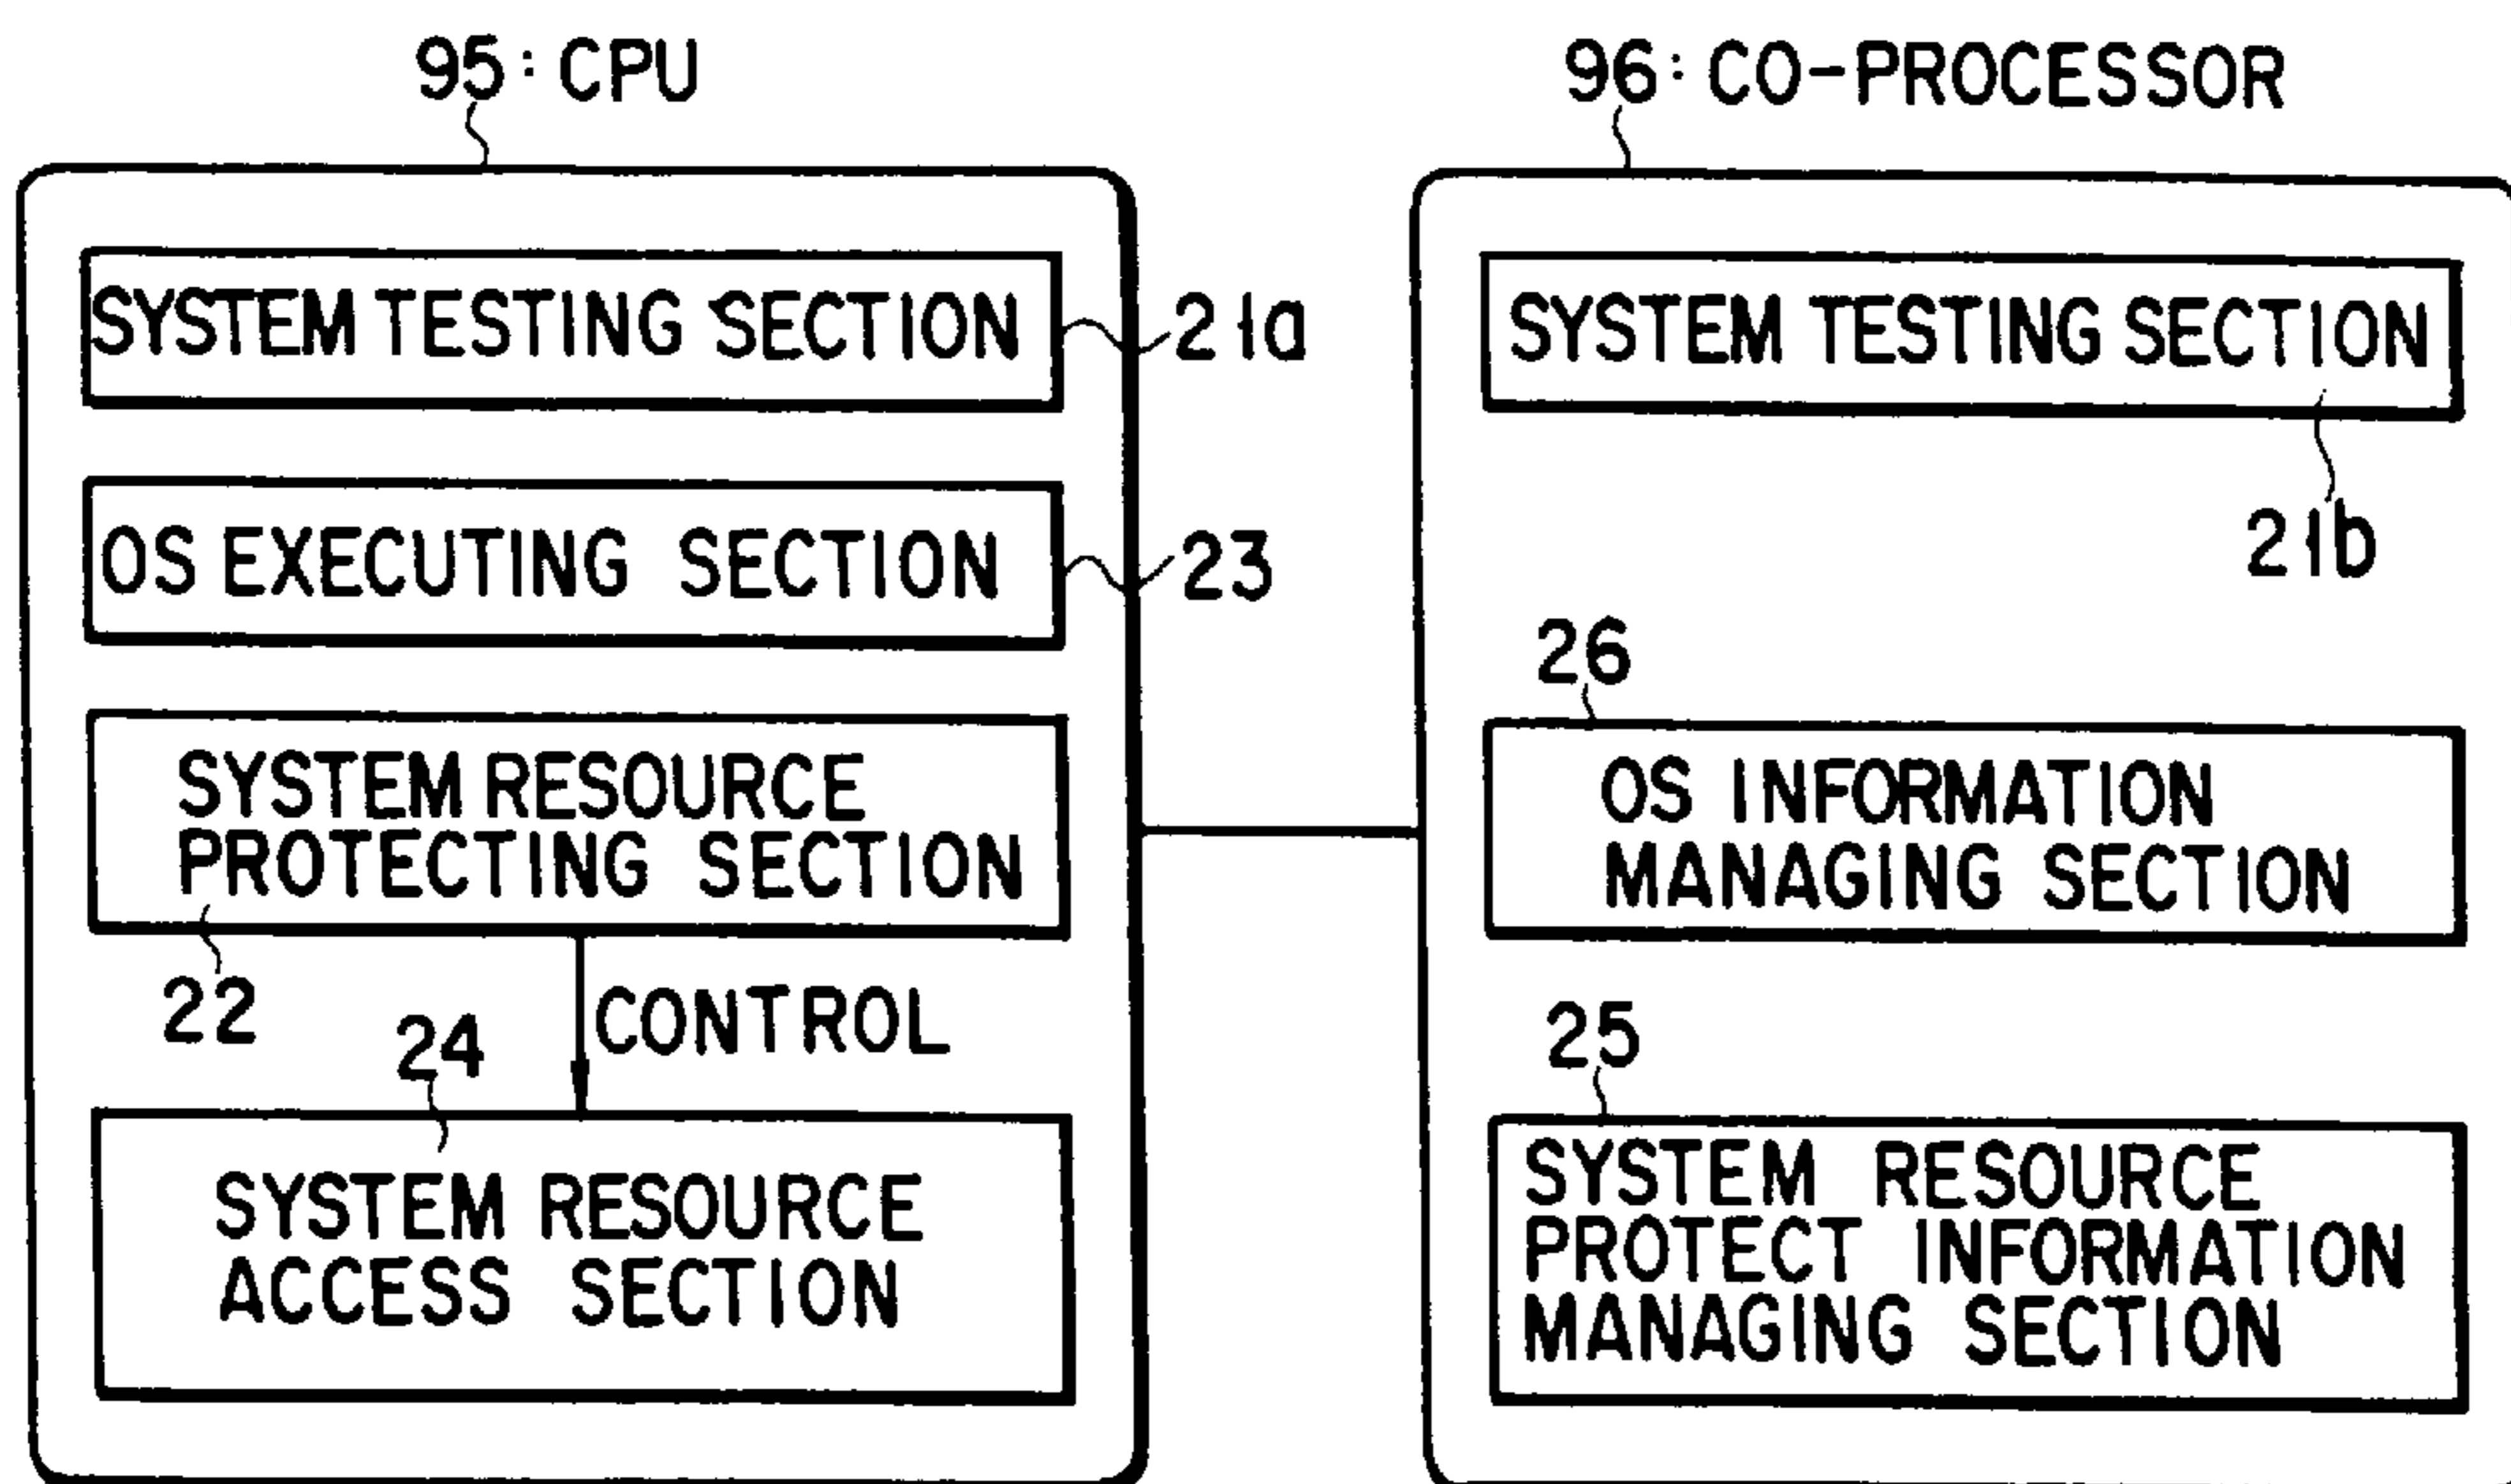 95: CPU
SYSTEM TESTING SECTION
21a
OS EXECUTING SECTION
23
SYSTEM RESOURCE
PROTECTING SECTION
22
CONTROL
24
SYSTEM RESOURCE
ACCESS SECTION
96: CO-PROCESSOR
SYSTEM TESTING SECTION
21b
26
OS INFORMATION
MANAGING SECTION
25
SYSTEM RESOURCE
PROTECT INFORMATION
MANAGING SECTION